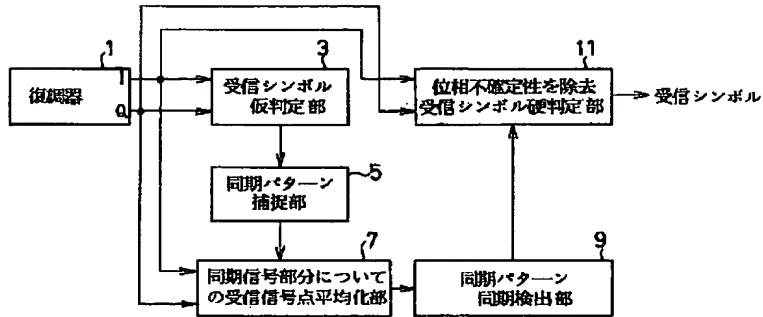 1
復調器
I
Q
3
受信シンボル
仮判定部
11
位相不確定性を除去
受信シンボル硬判定部
受信シンボル
5
同期パターン
捕捉部
7
同期信号部分について
の受信信号点平均化部
9
同期パターン
同期検出部